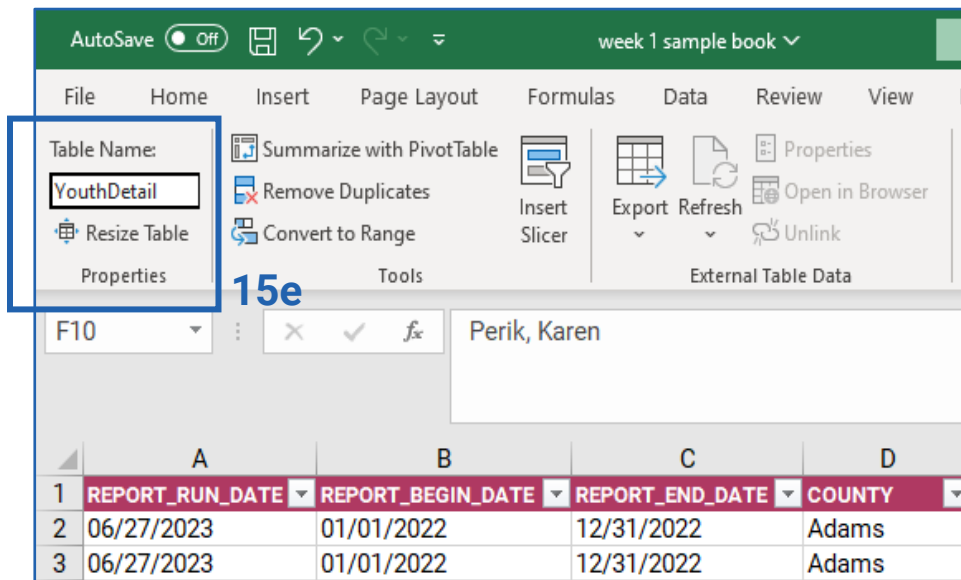 AutoSave Off week 1 sample book
File Home Insert Page Layout Formulas Data Review View
Table Name:
YouthDetail
Resize Table
Properties
Summarize with PivotTable
Remove Duplicates
Convert to Range
Tools
Insert
Slicer
Export Refresh
Properties
Open in Browser
Unlink
External Table Data
15e
F10 fx Perik, Karen
A B C D
1 REPORT_RUN_DATE REPORT_BEGIN_DATE REPORT_END_DATE COUNTY
2 06/27/2023 01/01/2022 12/31/2022 Adams
3 06/27/2023 01/01/2022 12/31/2022 Adams